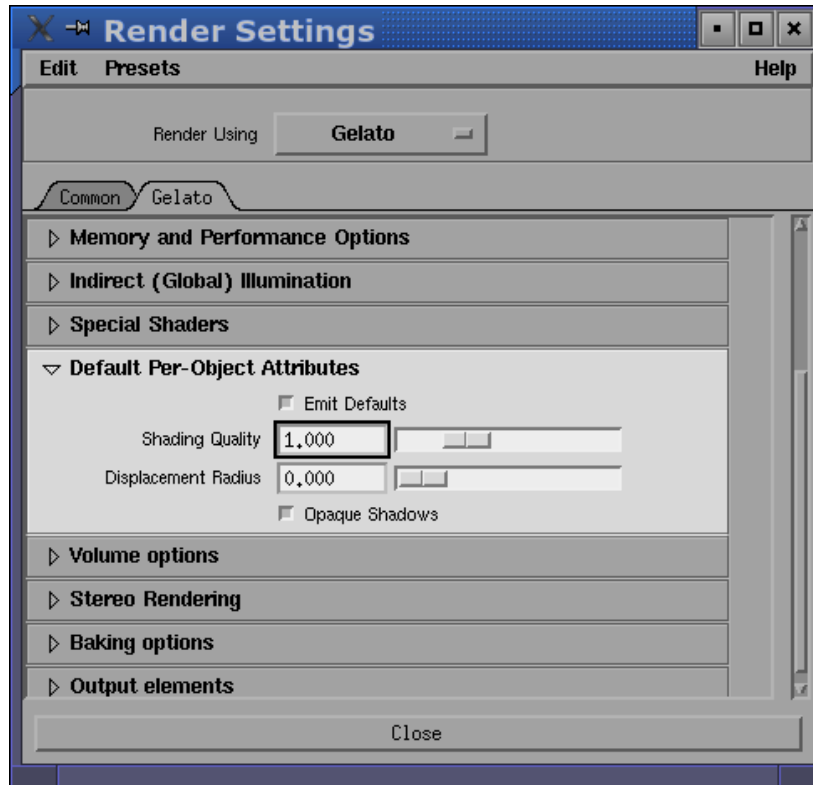 Render Settings
Edit Presets Help
Render Using Gelato
Common Gelato
Memory and Performance Options
Indirect (Global) Illumination
Special Shaders
Default Per-Object Attributes
Emit Defaults
Shading Quality 1.000
Displacement Radius 0.000
Opaque Shadows
Volume options
Stereo Rendering
Baking options
Output elements
Close